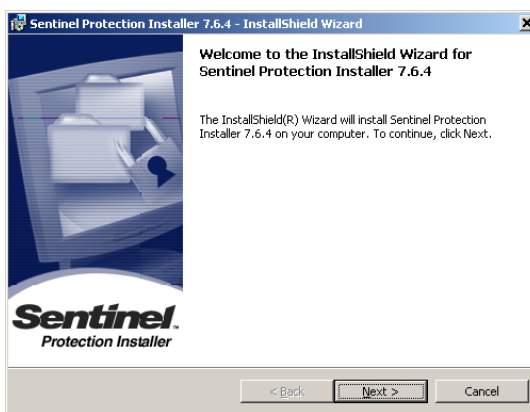 Sentinel Protection Installer 7.6.4 - InstallShield Wizard
Welcome to the InstallShield Wizard for
Sentinel Protection Installer 7.6.4
The InstallShield(R) Wizard will install Sentinel Protection
Installer 7.6.4 on your computer. To continue, click Next.
Sentinel
Protection Installer
< Back
Next >
Cancel